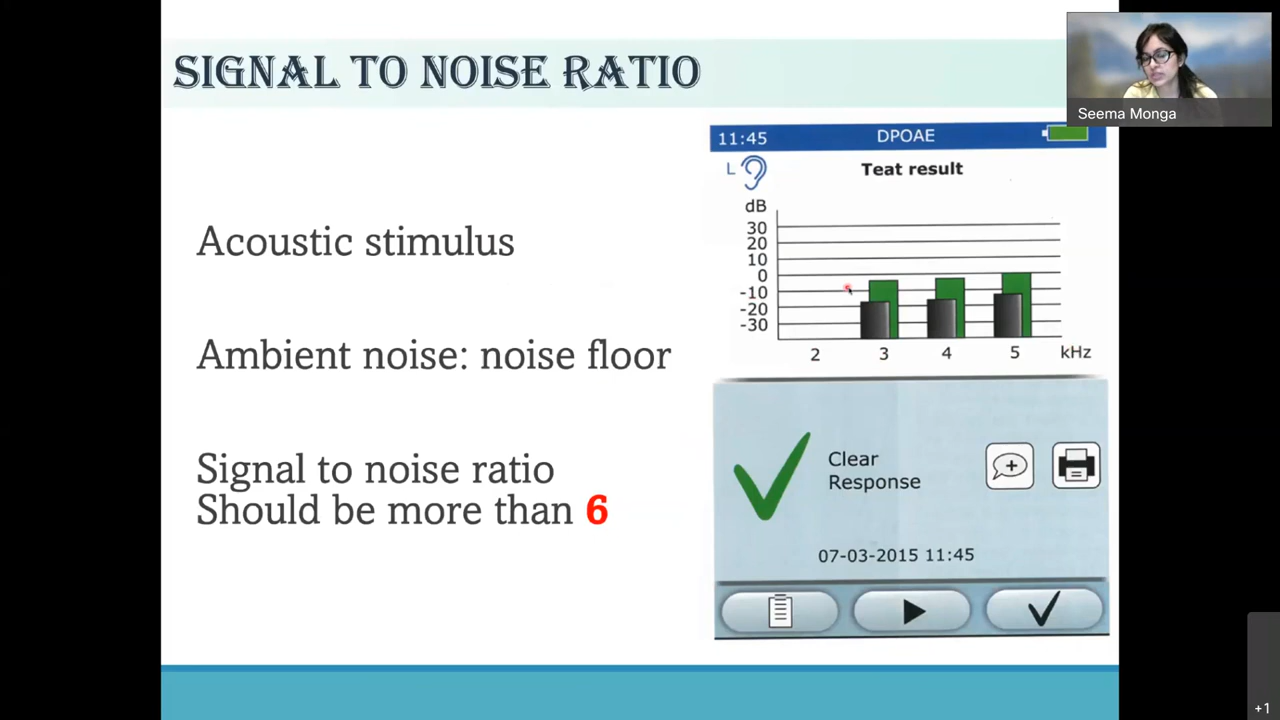 SIGNAL TO NOISE RATIO
Seema Monga
Acoustic stimulus
Ambient noise: noise floor
Signal to noise ratio
Should be more than 6
11:45 DPOAE
L
Teat result
dB
30
20
10
0
-10
-20
-30
2 3 4 5 kHz
Clear
Response
07-03-2015 11:45
+1